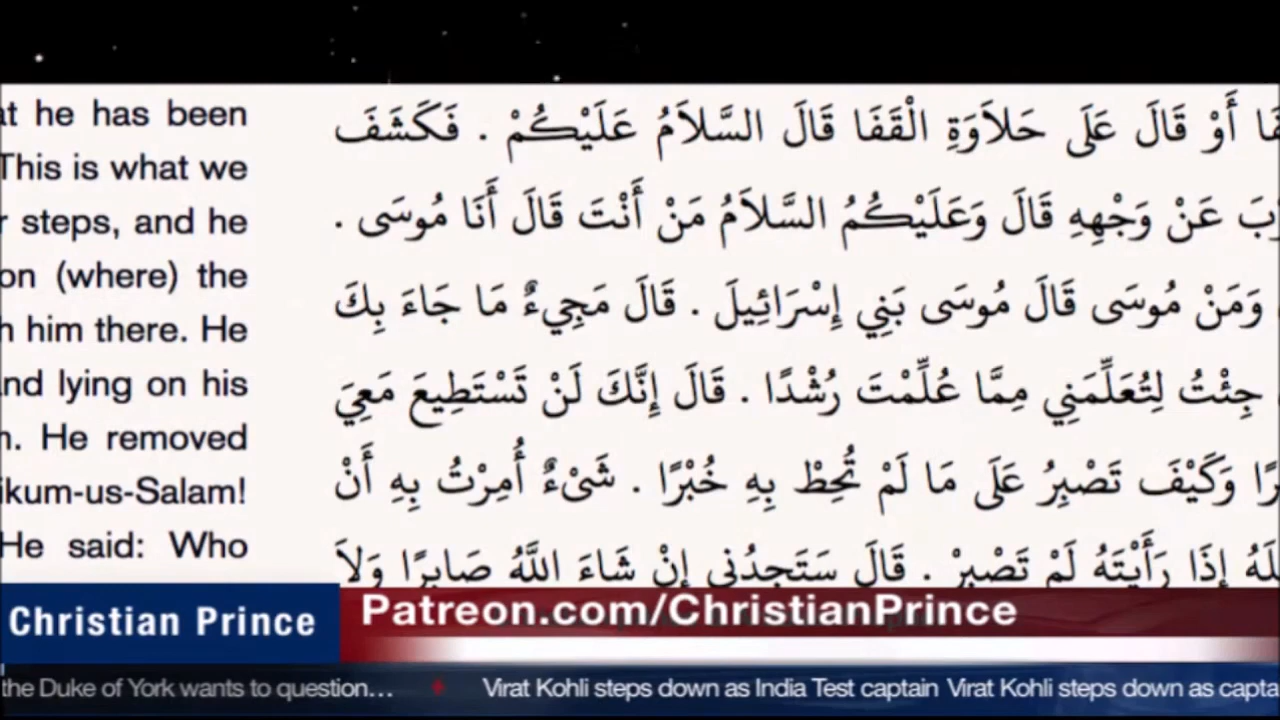 he has been
This is what we
steps, and he
(where) the
him there. He
lying on his
He removed
ikum-us-Salam!
He said: Who
أَوْ قَالَ عَلَى حَلاَوَةِ الْقَفَا قَالَ السَّلاَمُ عَلَيْكُمْ . فَكَشَفَ
عَنْ وَجْهِهِ قَالَ وَعَلَيْكُمُ السَّلاَمُ مَنْ أَنْتَ قَالَ أَنَا مُوسَى .
وَمَنْ مُوسَى قَالَ مُوسَى بَنِي إِسْرَائِيلَ . قَالَ مَجِيءٌ مَا جَاءَ بِكَ
جِئْتُ لِتُعَلِّمَنِي مِمَّا عُلِّمْتَ رُشْدًا . قَالَ إِنَّكَ لَنْ تَسْتَطِيعَ مَعِيَ
وَكَيْفَ تَصْبِرُ عَلَى مَا لَمْ تُحِطْ بِهِ خُبْرًا . شَىْءٌ أُمِرْتُ بِهِ أَنْ
إِذَا رَأَيْتَهُ لَمْ تَصْبِرْ . قَالَ سَتَجِدُنِي إِنْ شَاءَ اللَّهُ صَابِرًا وَلاَ
Christian Prince
Patreon.com/ChristianPrince
the Duke of York wants to question… Virat Kohli steps down as India Test captain Virat Kohli steps down as capta